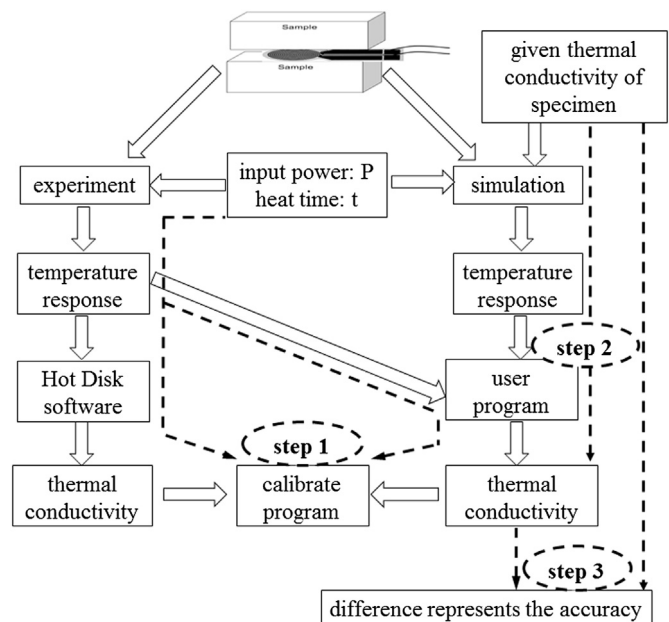 Sample
Sample
given thermal
conductivity of
specimen
experiment
input power: P
heat time: t
simulation
temperature
response
temperature
response
step 2
Hot Disk
software
user
program
step 1
thermal
conductivity
calibrate
program
thermal
conductivity
step 3
difference represents the accuracy